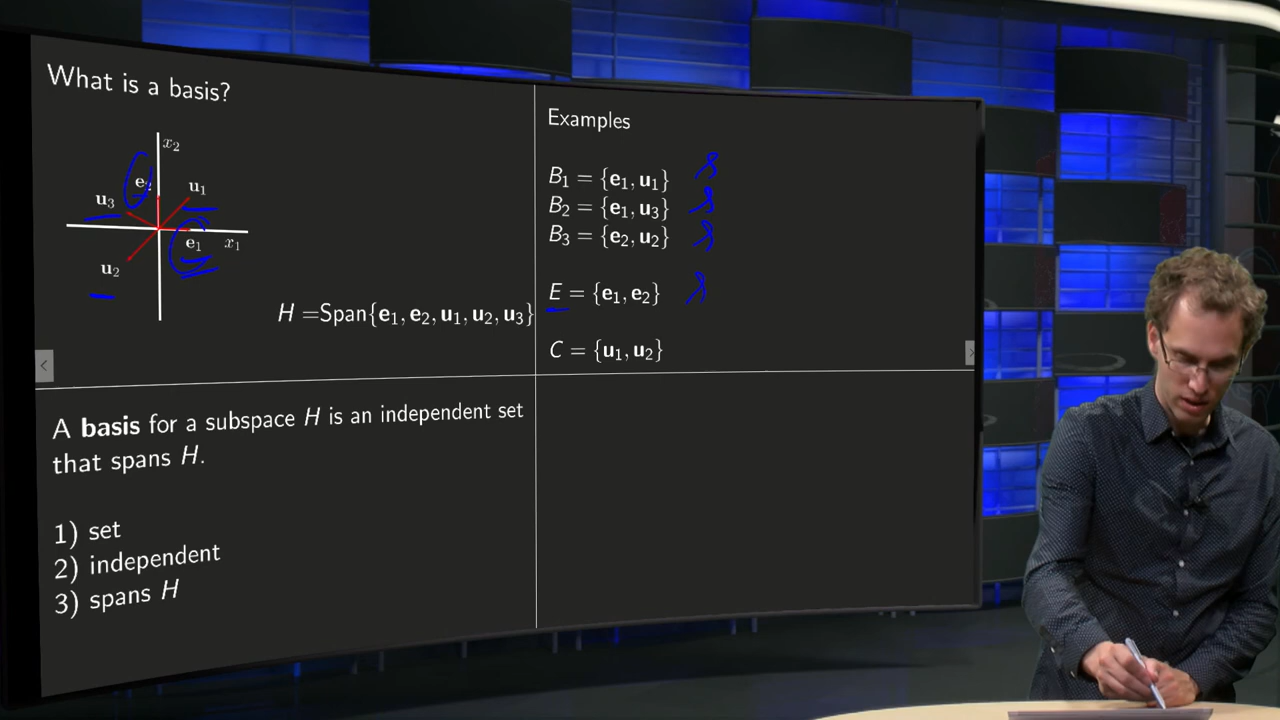 What is a basis?
x₂
e₂
u₁
u₃
e₁
x₁
u₂
H =Span{e₁, e₂, u₁, u₂, u₃}
Examples
B₁ = {e₁, u₁}
B₂ = {e₁, u₃}
B₃ = {e₂, u₂}
E = {e₁, e₂}
C = {u₁, u₂}
A basis for a subspace H is an independent set
that spans H.
1) set
2) independent
3) spans H